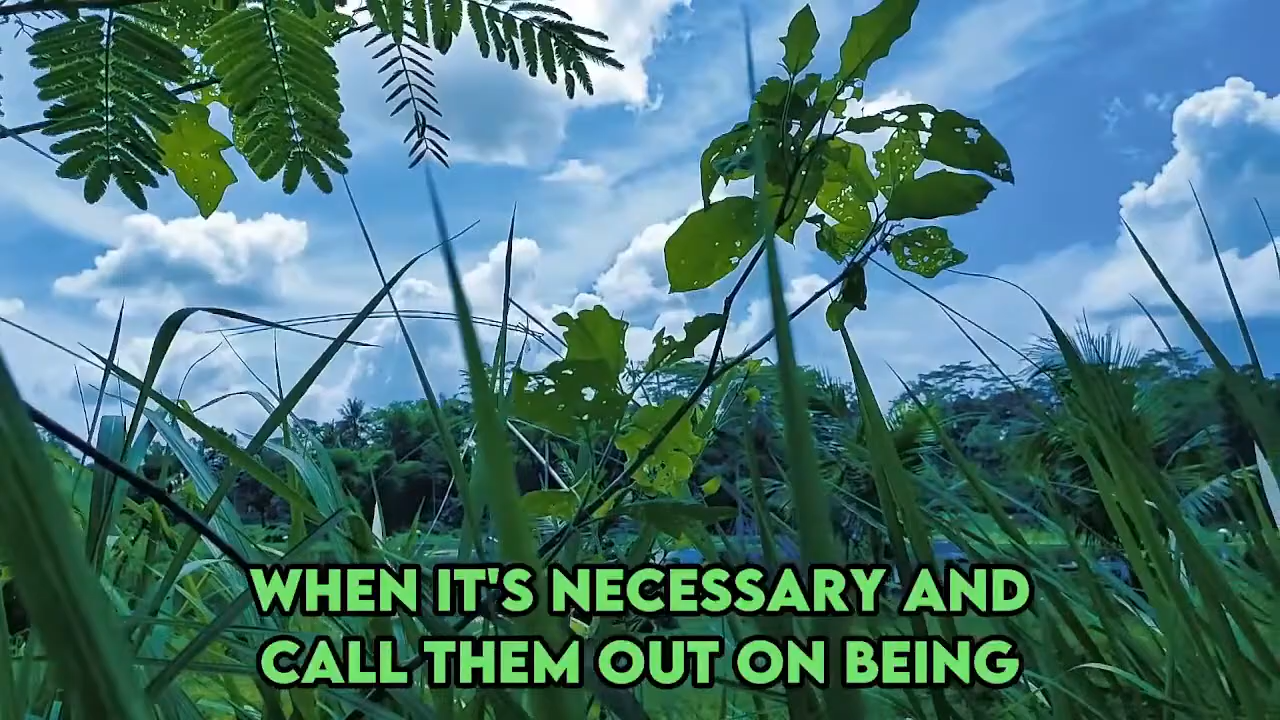 WHEN IT'S NECESSARY AND
CALL THEM OUT ON BEING